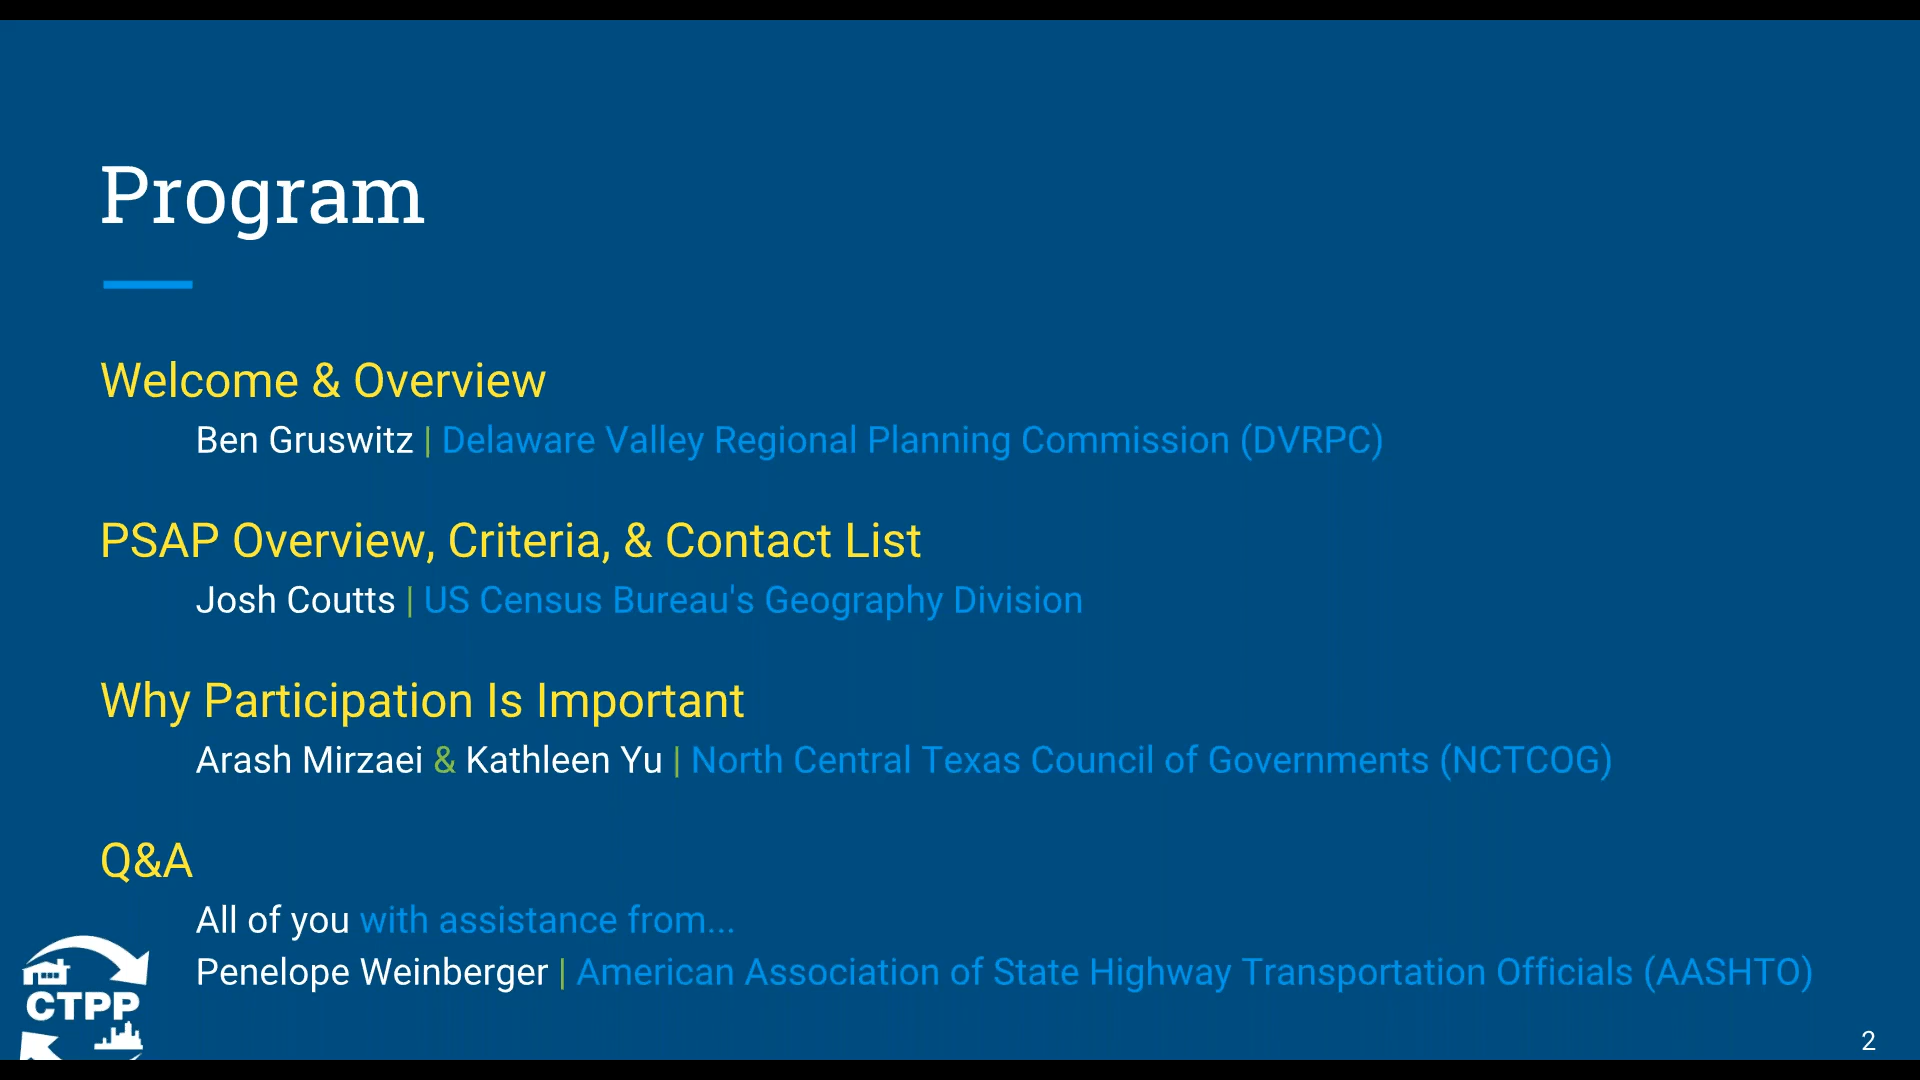 Program
Welcome & Overview
Ben Gruswitz | Delaware Valley Regional Planning Commission (DVRPC)
PSAP Overview, Criteria, & Contact List
Josh Coutts | US Census Bureau's Geography Division
Why Participation Is Important
Arash Mirzaei & Kathleen Yu | North Central Texas Council of Governments (NCTCOG)
Q&A
All of you with assistance from...
Penelope Weinberger | American Association of State Highway Transportation Officials (AASHTO)
CTPP
2